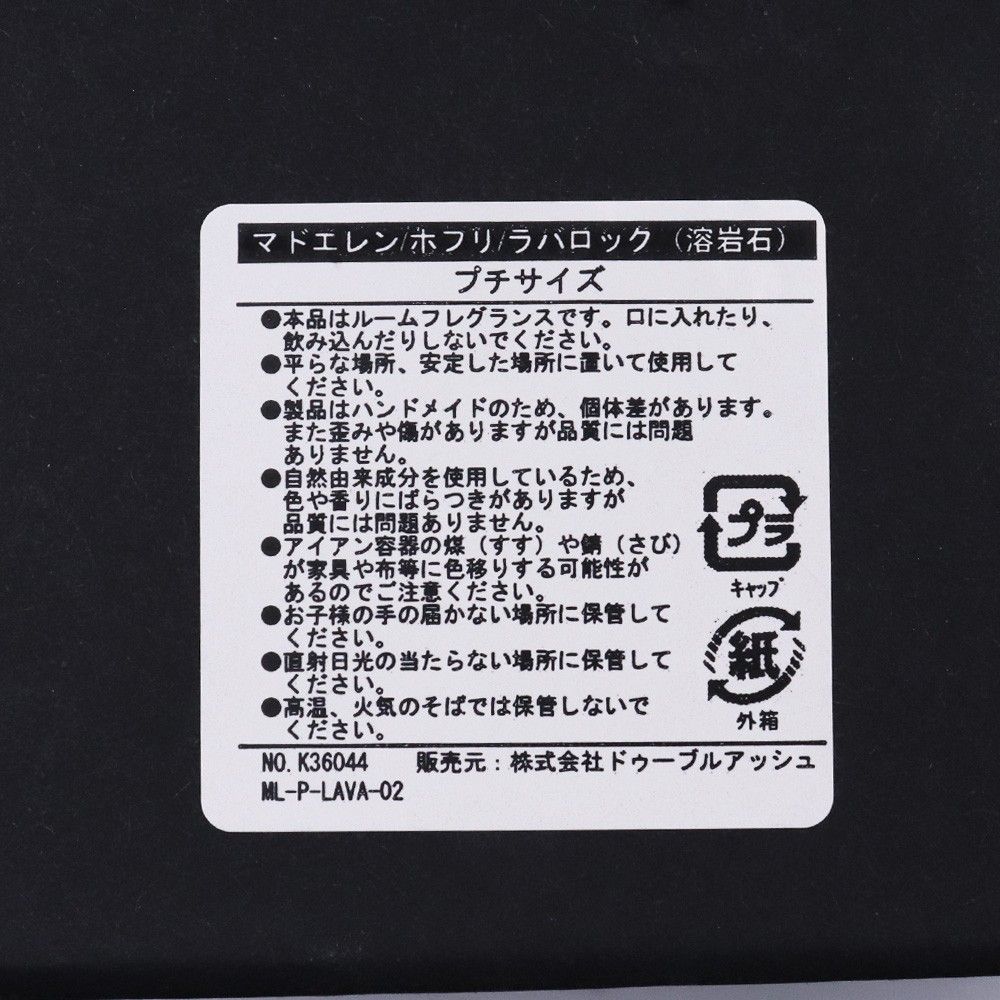 マドエレン/ホフリ/ラバロック（溶岩石）
プチサイズ
●本品はルームフレグランスです。口に入れたり、
飲み込んだりしないでください。
●平らな場所、安定した場所に置いて使用して
ください。
●製品はハンドメイドのため、個体差があります。
また歪みや傷がありますが品質には問題
ありません。
●自然由来成分を使用しているため、
色や香りにばらつきがありますが
品質には問題ありません。
●アイアン容器の煤（すす）や錆（さび）
が家具や布等に色移りする可能性が
あるのでご注意ください。
●お子様の手の届かない場所に保管して
ください。
●直射日光の当たらない場所に保管して
ください。
●高温、火気のそばでは保管しないで
ください。
プラ
キャップ
紙
外箱
NO. K36044 販売元：株式会社ドゥーブルアッシュ
ML-P-LAVA-02